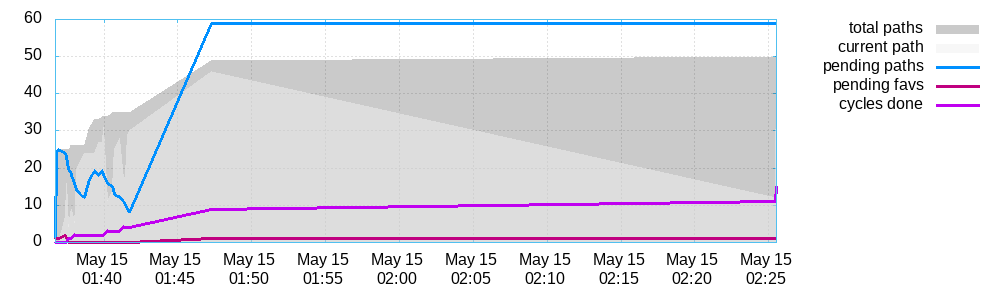 60
50
40
30
20
10
0
May 15 May 15 May 15 May 15 May 15 May 15 May 15 May 15 May 15 May 15
01:40 01:45 01:50 01:55 02:00 02:05 02:10 02:15 02:20 02:25
total paths
current path
pending paths
pending favs
cycles done